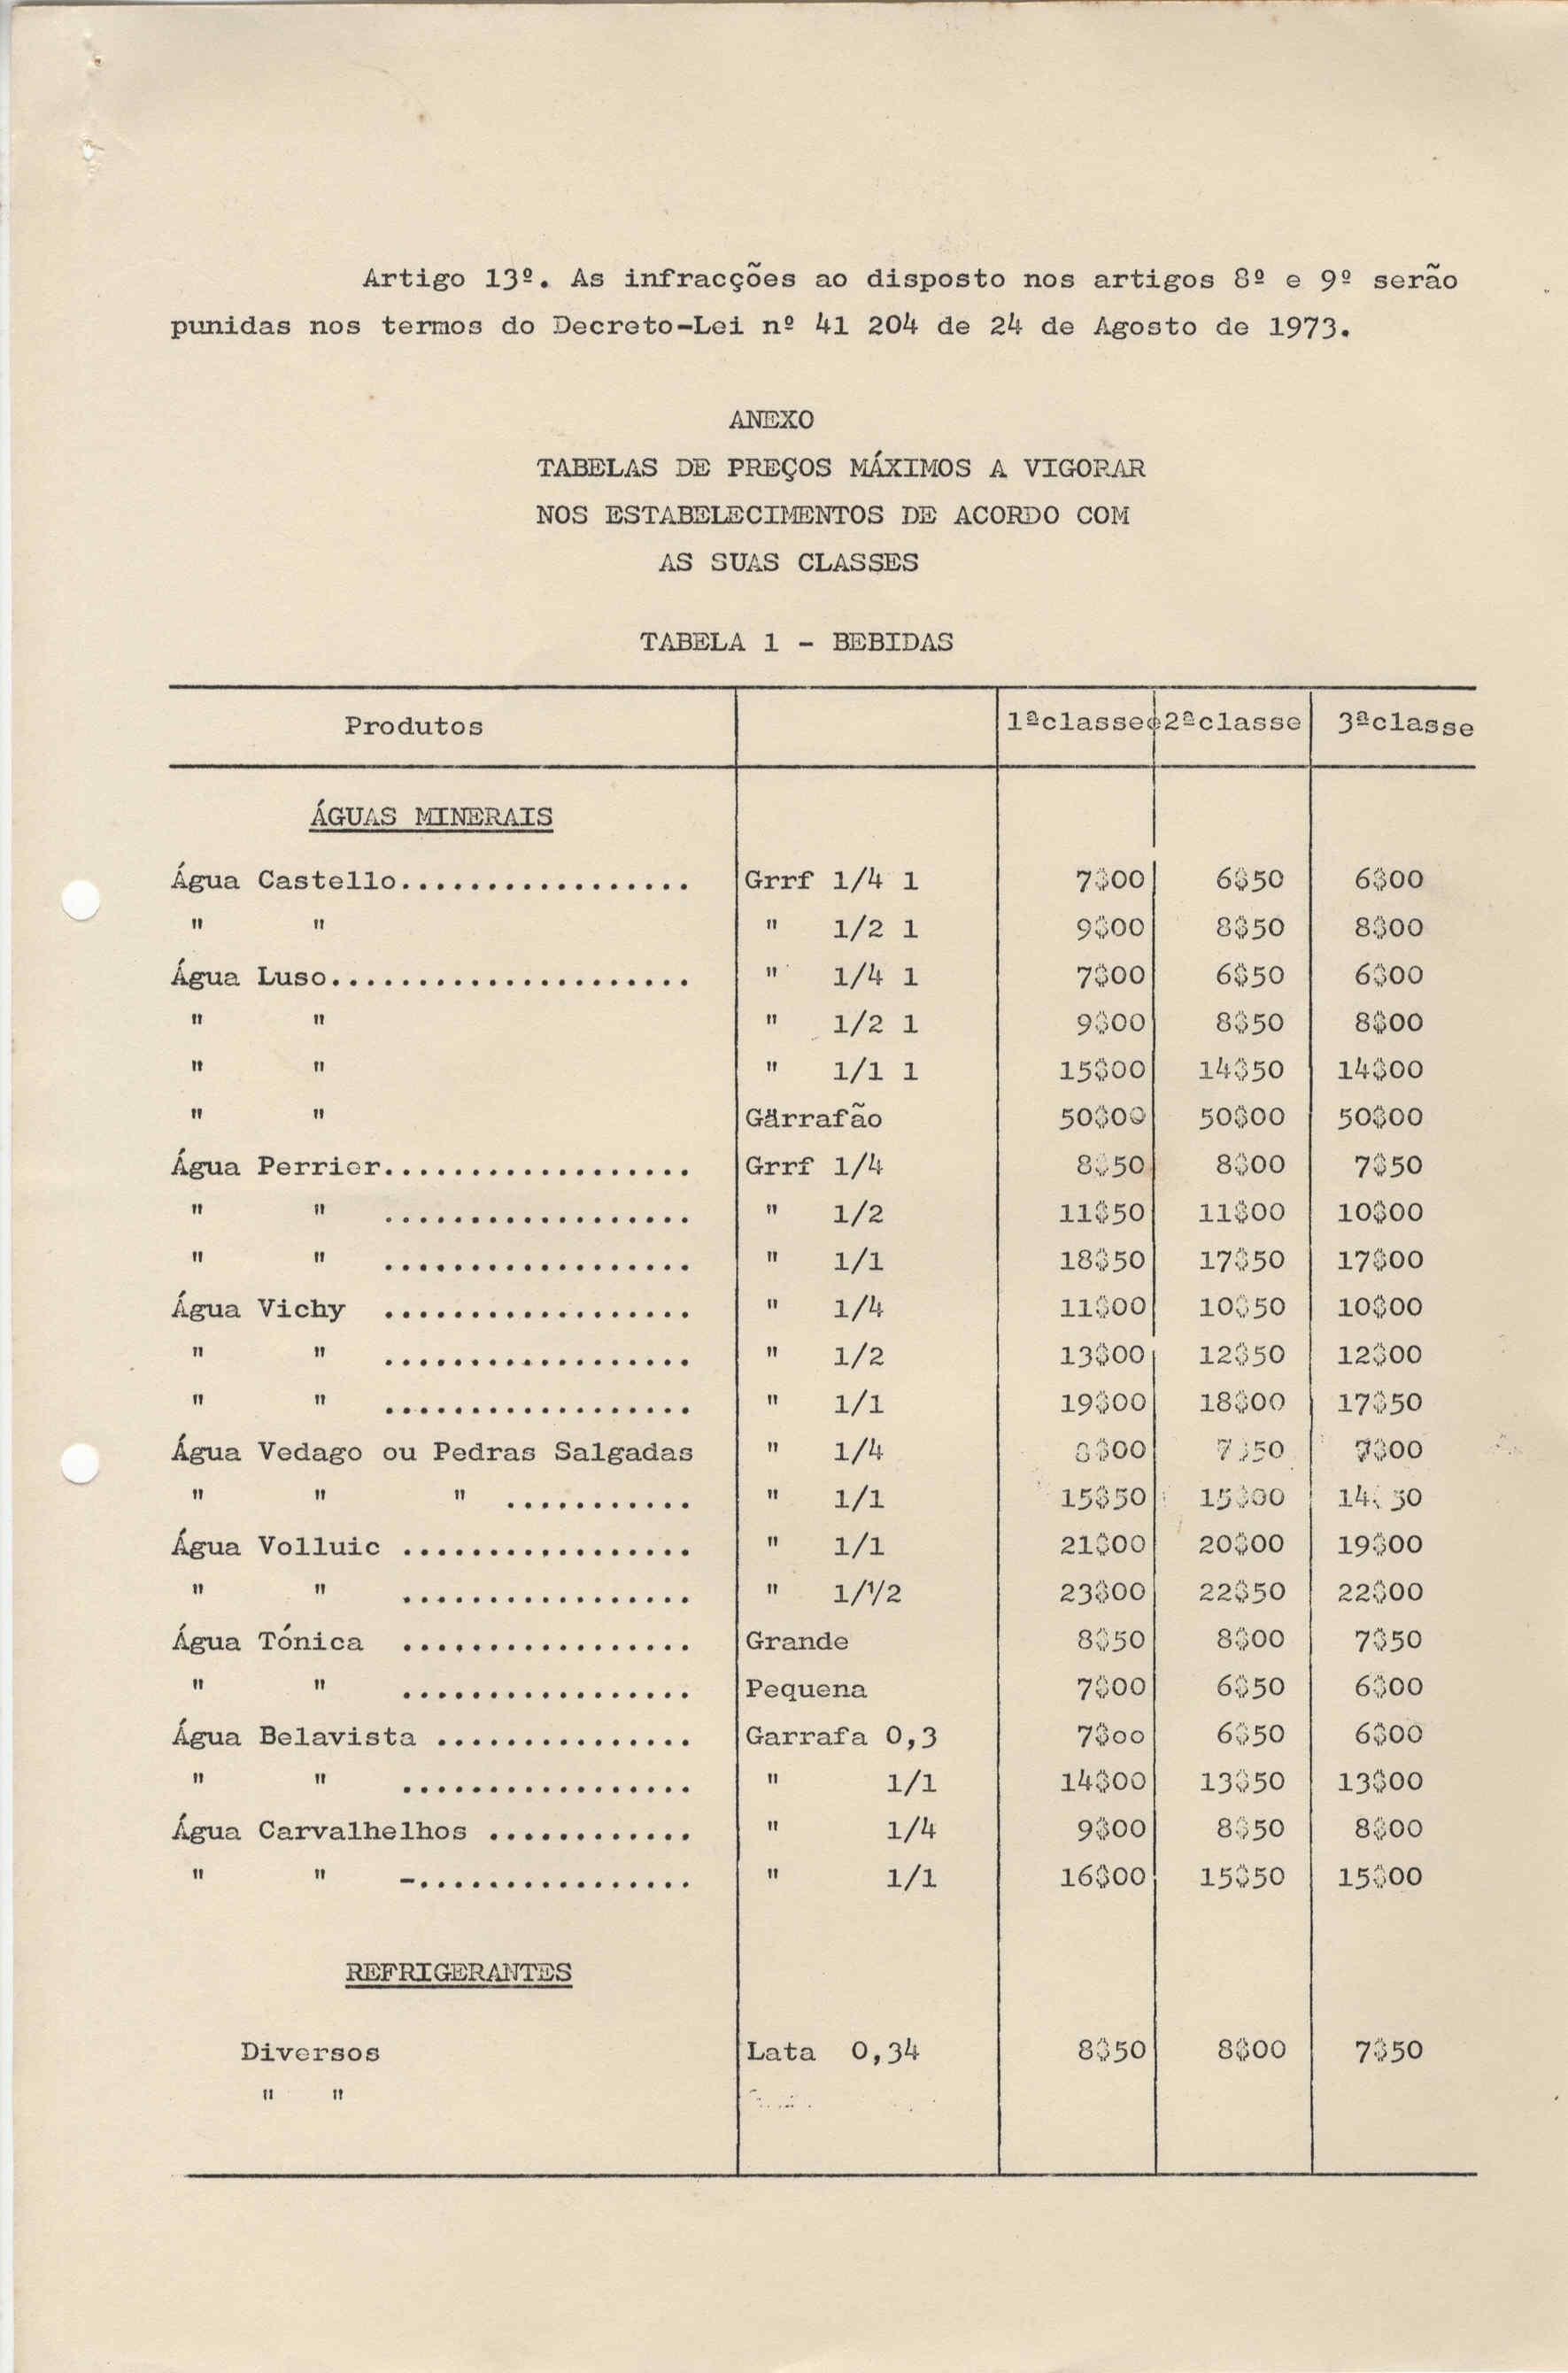 Artigo 13º. As infracções ao disposto nos artigos 8º e 9º serão
punidas nos termos do Decreto-Lei nº 41 204 de 24 de Agosto de 1973.
ANEXO
TABELAS DE PREÇOS MÁXIMOS A VIGORAR
NOS ESTABELECIMENTOS DE ACORDO COM
AS SUAS CLASSES
TABELA 1 - BEBIDAS
Produtos 1ªclasse 2ªclasse 3ªclasse
ÁGUAS MINERAIS
Água Castello................. Grrf 1/4 l 7$00 6$50 6$00
" " " 1/2 l 9$00 8$50 8$00
Água Luso..................... " 1/4 l 7$00 6$50 6$00
" " " 1/2 l 9$00 8$50 8$00
" " " 1/1 l 15$00 14$50 14$00
" " Garrafão 50$00 50$00 50$00
Água Perrier.................. Grrf 1/4 8$50 8$00 7$50
" " .................. " 1/2 11$50 11$00 10$00
" " .................. " 1/1 18$50 17$50 17$00
Água Vichy .................. " 1/4 11$00 10$50 10$00
" " .................. " 1/2 13$00 12$50 12$00
" " .................. " 1/1 19$00 18$00 17$50
Água Vedago ou Pedras Salgadas " 1/4 8$00 7$50 7$00
" " " ........... " 1/1 15$50 15$00 14$50
Água Volluic ................. " 1/1 21$00 20$00 19$00
" " ................. " 1/1/2 23$00 22$50 22$00
Água Tónica ................. Grande 8$50 8$00 7$50
" " ................. Pequena 7$00 6$50 6$00
Água Belavista ............... Garrafa 0,3 7$oo 6$50 6$00
" " ................. " 1/1 14$00 13$50 13$00
Água Carvalhelhos ............ " 1/4 9$00 8$50 8$00
" " -................ " 1/1 16$00 15$50 15$00
REFRIGERANTES
Diversos Lata 0,34 8$50 8$00 7$50
" "